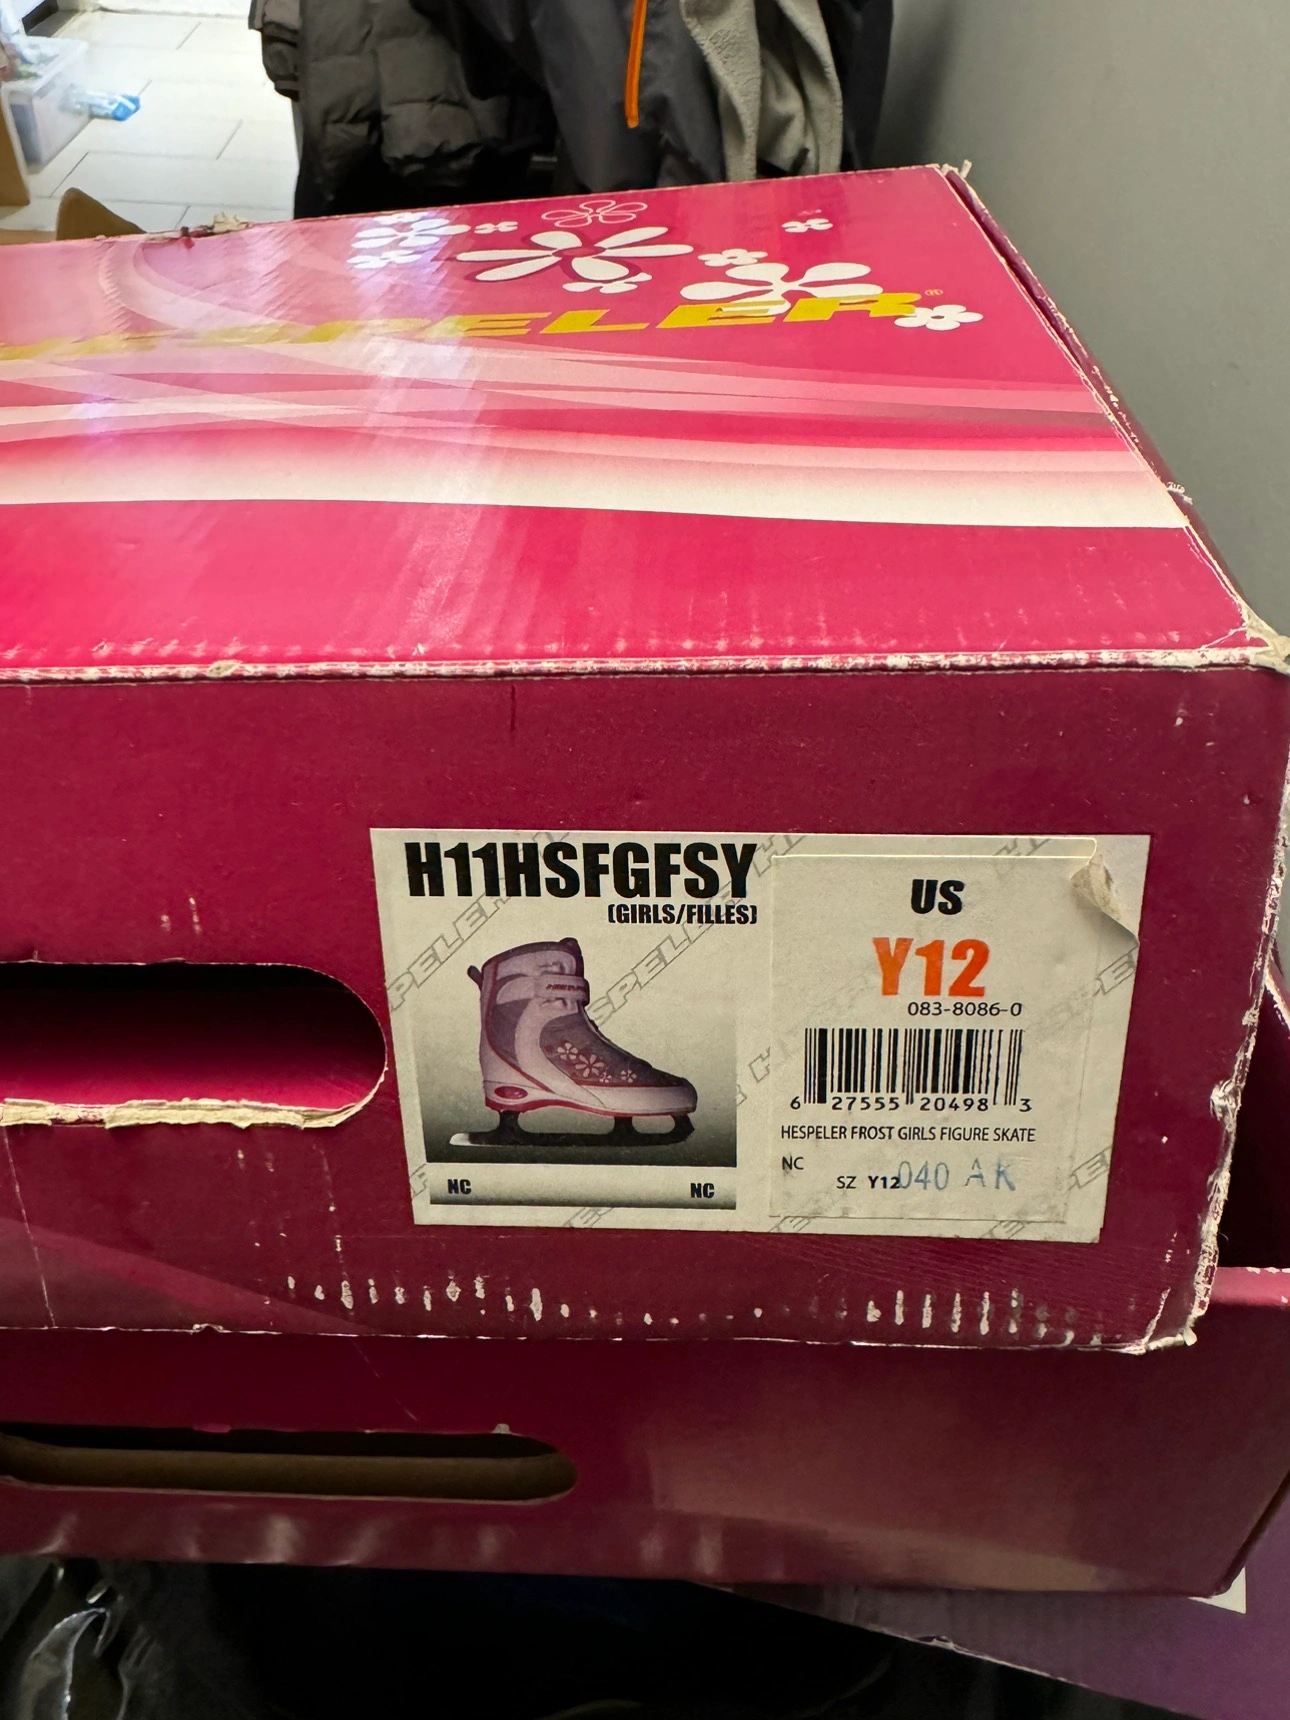 HESPELER®
H11HSFGFSY
(GIRLS/FILLES)
NC
NC
US
Y12
083-8086-0
6 27555 20498 3
HESPELER FROST GIRLS FIGURE SKATE
NC
SZ Y12 040 AK